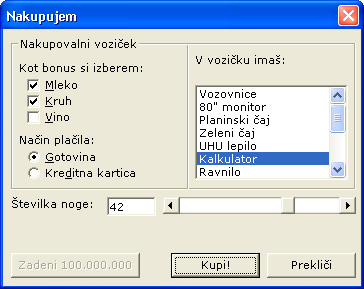 Nakupujem
Nakupovalni voziček
Kot bonus si izberem:
Mleko
Kruh
Vino
Način plačila:
Gotovina
Kreditna kartica
V vozičku imaš:
Vozovnice
80" monitor
Planinski čaj
Zeleni čaj
UHU lepilo
Kalkulator
Ravnilo
Številka noge: 42
Zadeni 100.000.000
Kupi!
Prekliči